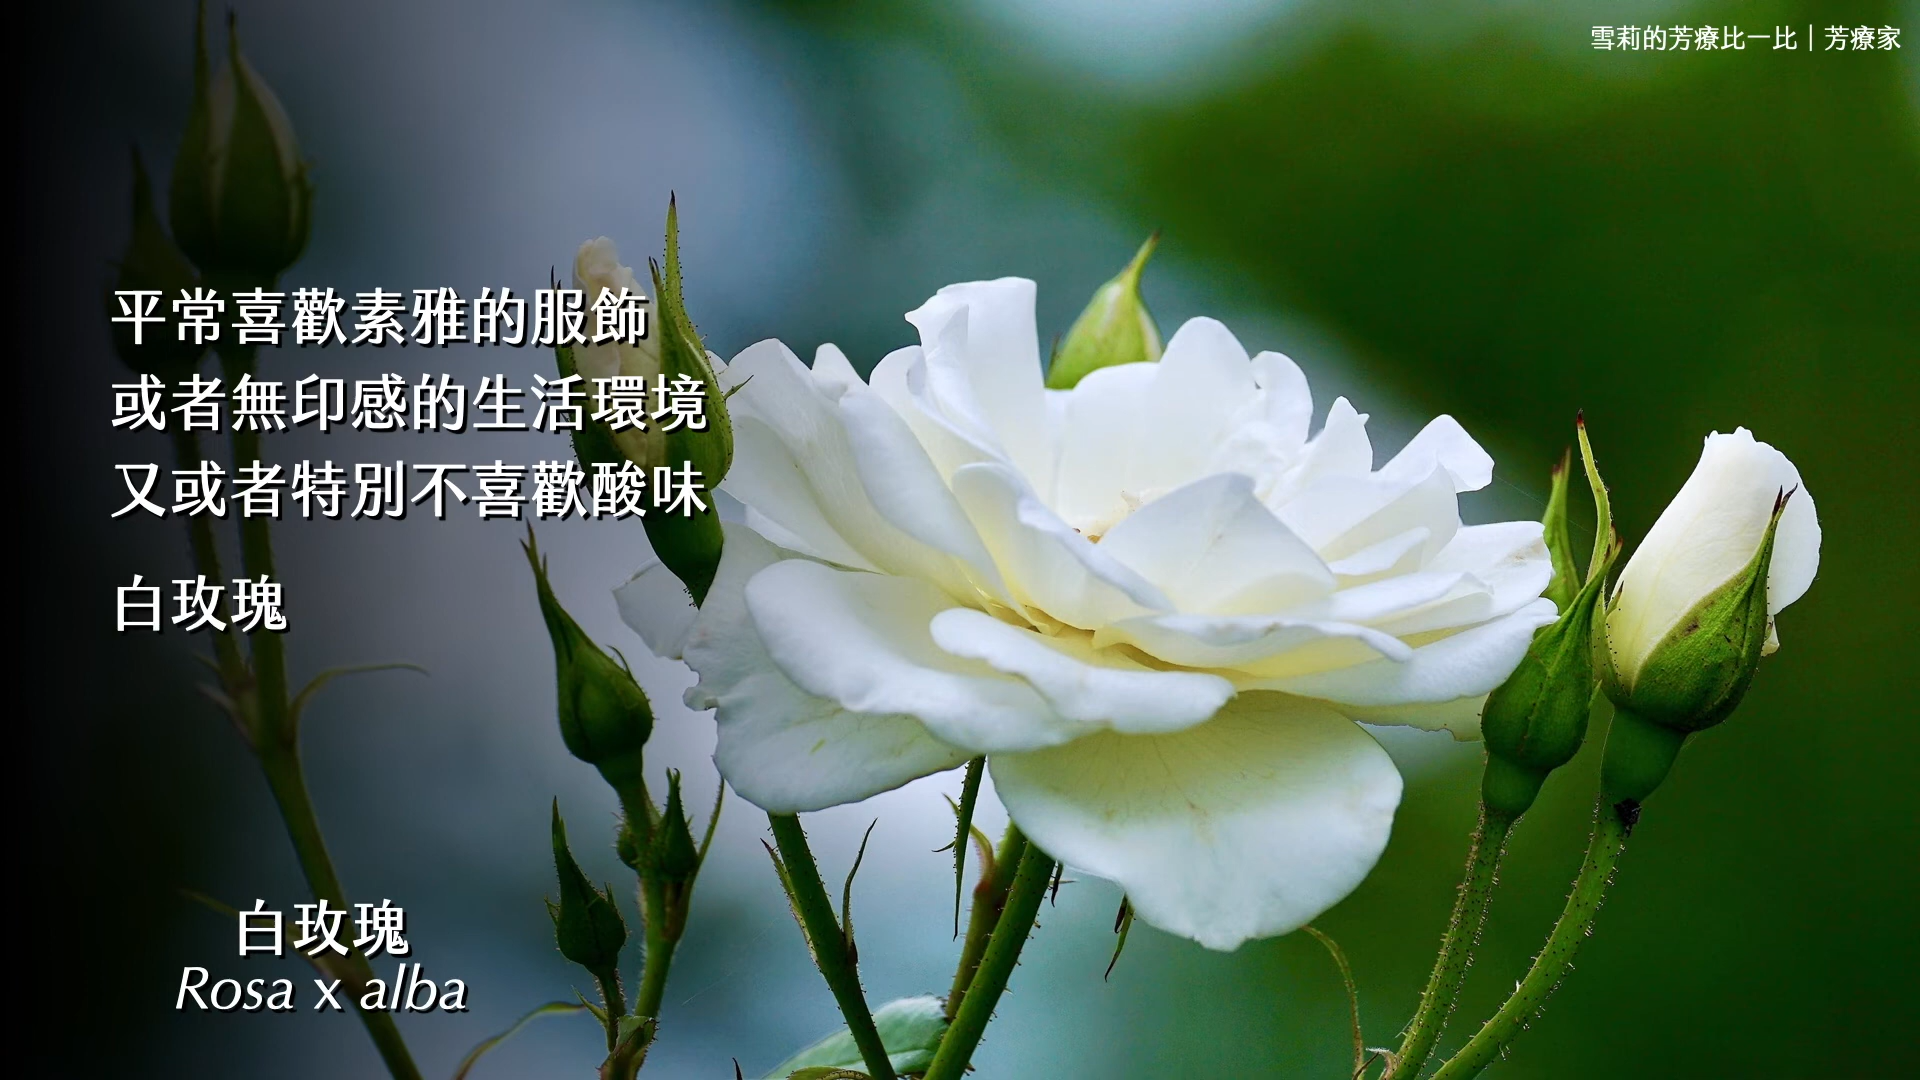 雪莉的芳療比一比｜芳療家
平常喜歡素雅的服飾
或者無印感的生活環境
又或者特別不喜歡酸味
白玫瑰
白玫瑰
Rosa x alba